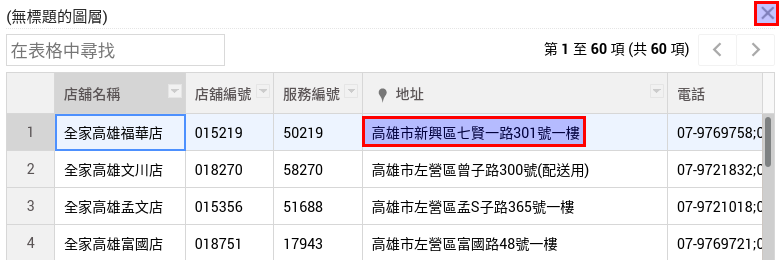 (無標題的圖層)
在表格中尋找 第 1 至 60 項 (共 60 項)
店舖名稱 店舖編號 服務編號 地址 電話
1 全家高雄福華店 015219 50219 高雄市新興區七賢一路301號一樓 07-9769758;0
2 全家高雄文川店 018270 58270 高雄市左營區曾子路300號(配送用) 07-9721832;0
3 全家高雄孟文店 015356 51688 高雄市左營區孟S子路365號一樓 07-9721018;0
4 全家高雄富國店 018751 17943 高雄市左營區富國路48號一樓 07-9769721;0